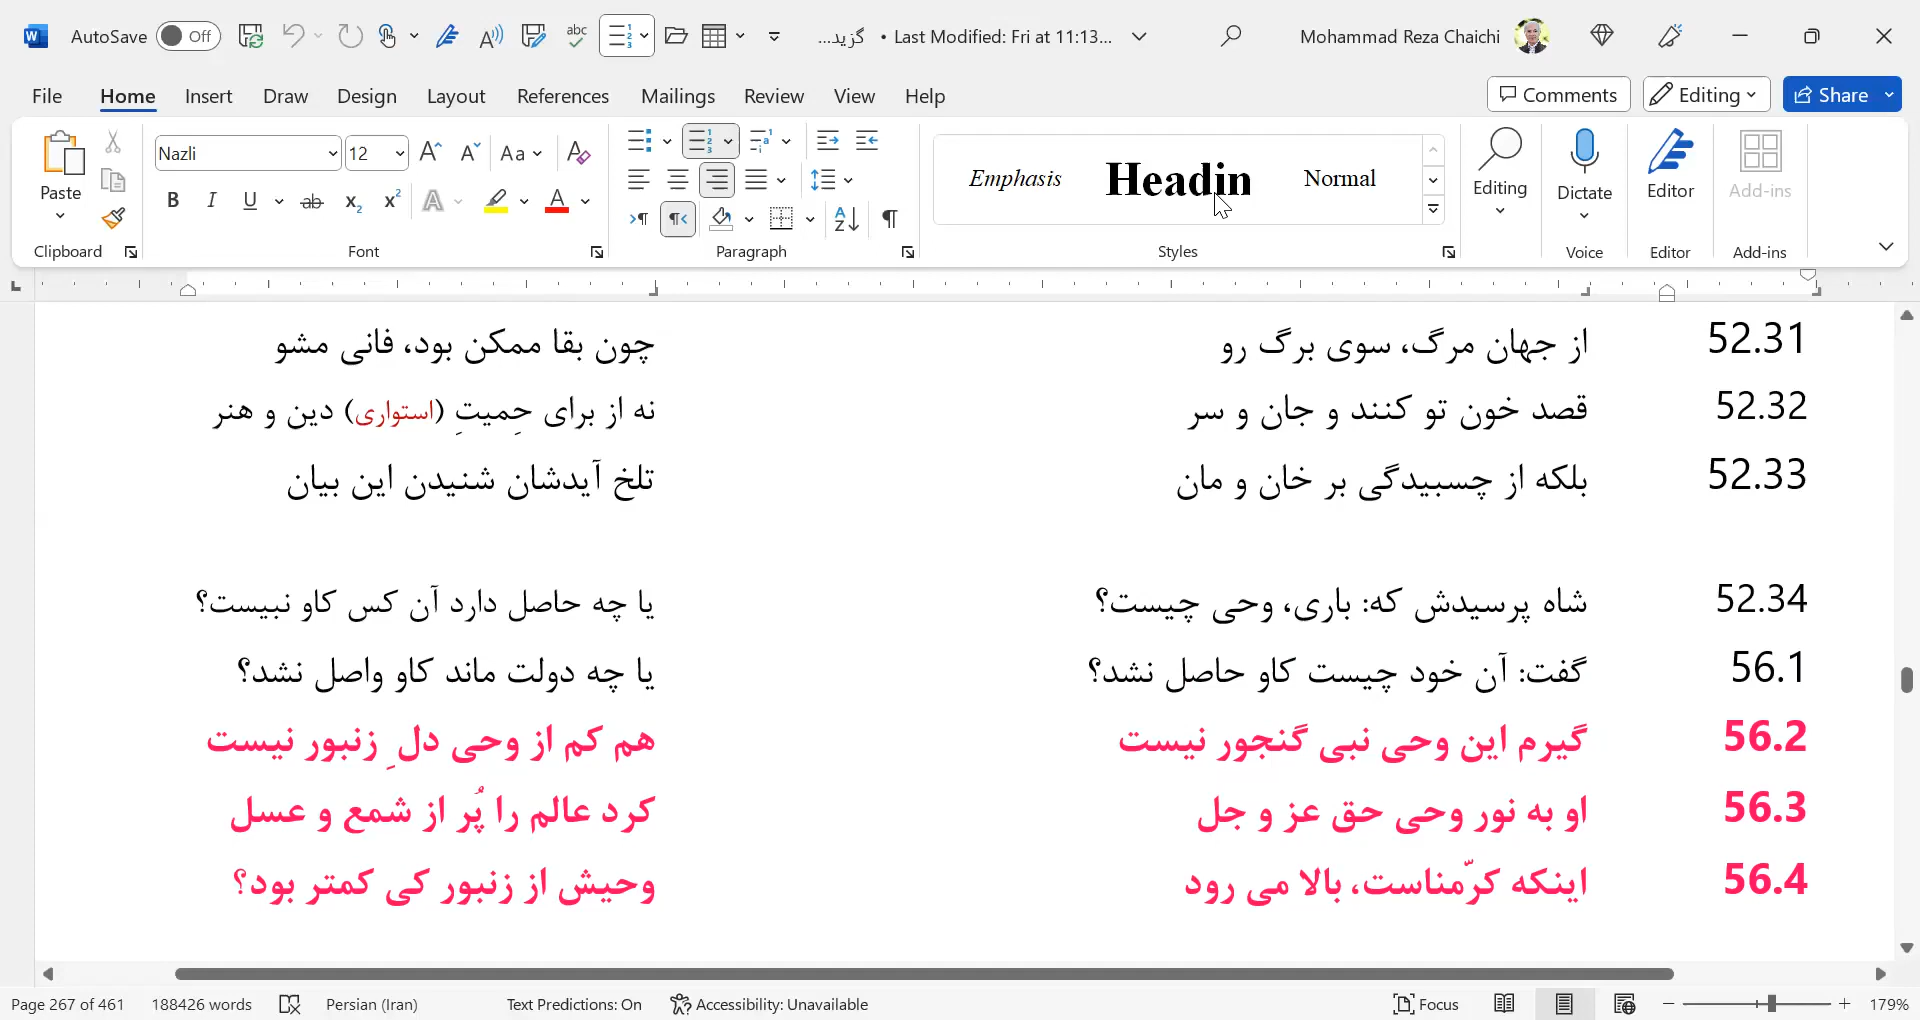 AutoSave Off گزید... • Last Modified: Fri at 11:13... Mohammad Reza Chaichi
File Home Insert Draw Design Layout References Mailings Review View Help Comments Editing Share
Paste Nazli 12 Emphasis Headin Normal Editing Dictate Editor Add-ins
Clipboard Font Paragraph Styles Voice Editor Add-ins
52.31 از جهان مرگ، سوی برگ رو چون بقا ممکن بود، فانی مشو
52.32 قصد خون تو کنند و جان و سر نه از برای حِمیتِ (استواری) دین و هنر
52.33 بلکه از چسبیدگی بر خان و مان تلخ آیدشان شنیدن این بیان
52.34 شاه پرسیدش که: باری، وحی چیست؟ یا چه حاصل دارد آن کس کاو نبیست؟
56.1 گفت: آن خود چیست کاو حاصل نشد؟ یا چه دولت ماند کاو واصل نشد؟
56.2 گیرم این وحی نبی گنجور نیست هم کم از وحی دل ِ زنبور نیست
56.3 او به نور وحی حق عز و جل کرد عالم را پُر از شمع و عسل
56.4 اینکه کرّمناست، بالا می رود وحیش از زنبور کی کمتر بود؟
Page 267 of 461 188426 words Persian (Iran) Text Predictions: On Accessibility: Unavailable Focus 179%